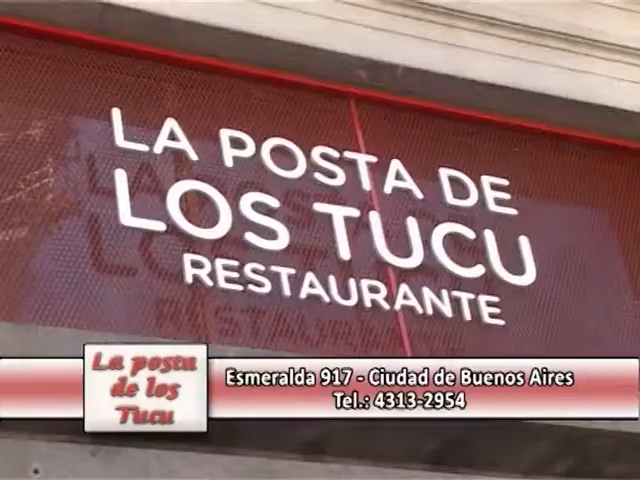 LA POSTA DE
LOS TUCU
RESTAURANTE
La posta
de los
Tucu
Esmeralda 917 - Ciudad de Buenos Aires
Tel.: 4313-2954